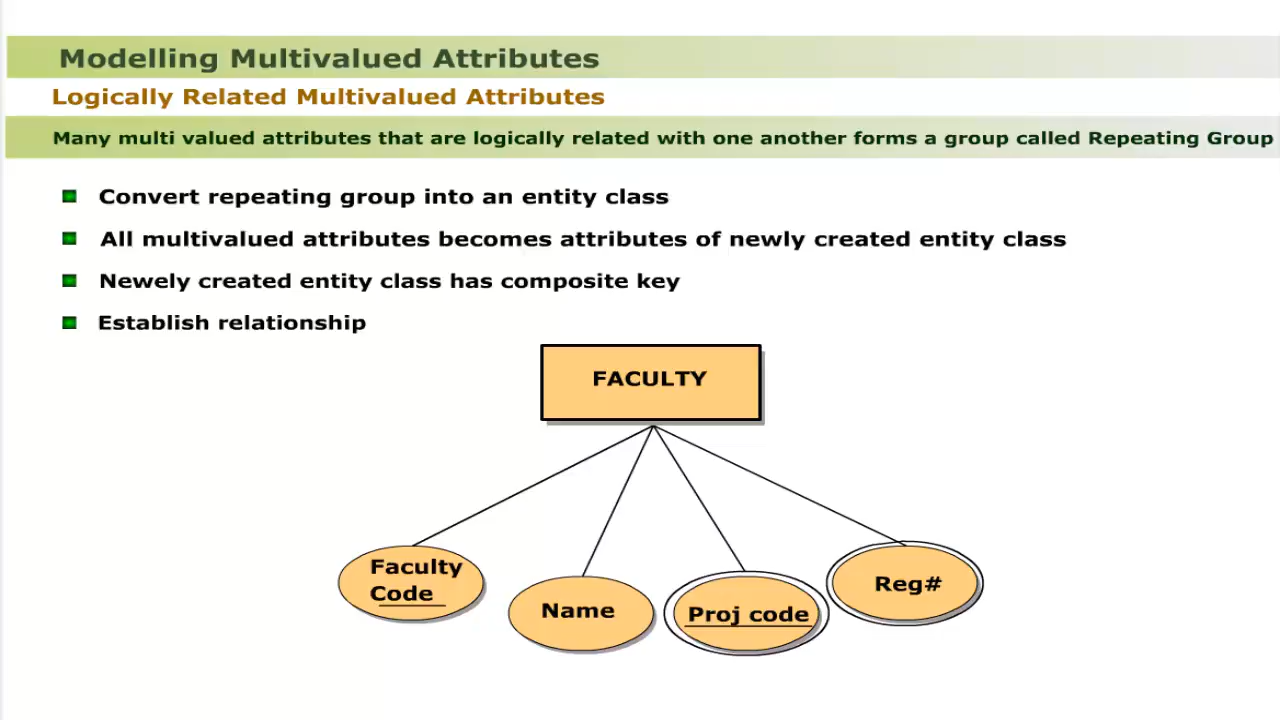 Modelling Multivalued Attributes
Logically Related Multivalued Attributes
Many multi valued attributes that are logically related with one another forms a group called Repeating Group
Convert repeating group into an entity class
All multivalued attributes becomes attributes of newly created entity class
Newely created entity class has composite key
Establish relationship
FACULTY
Faculty
Code
Name
Proj code
Reg#